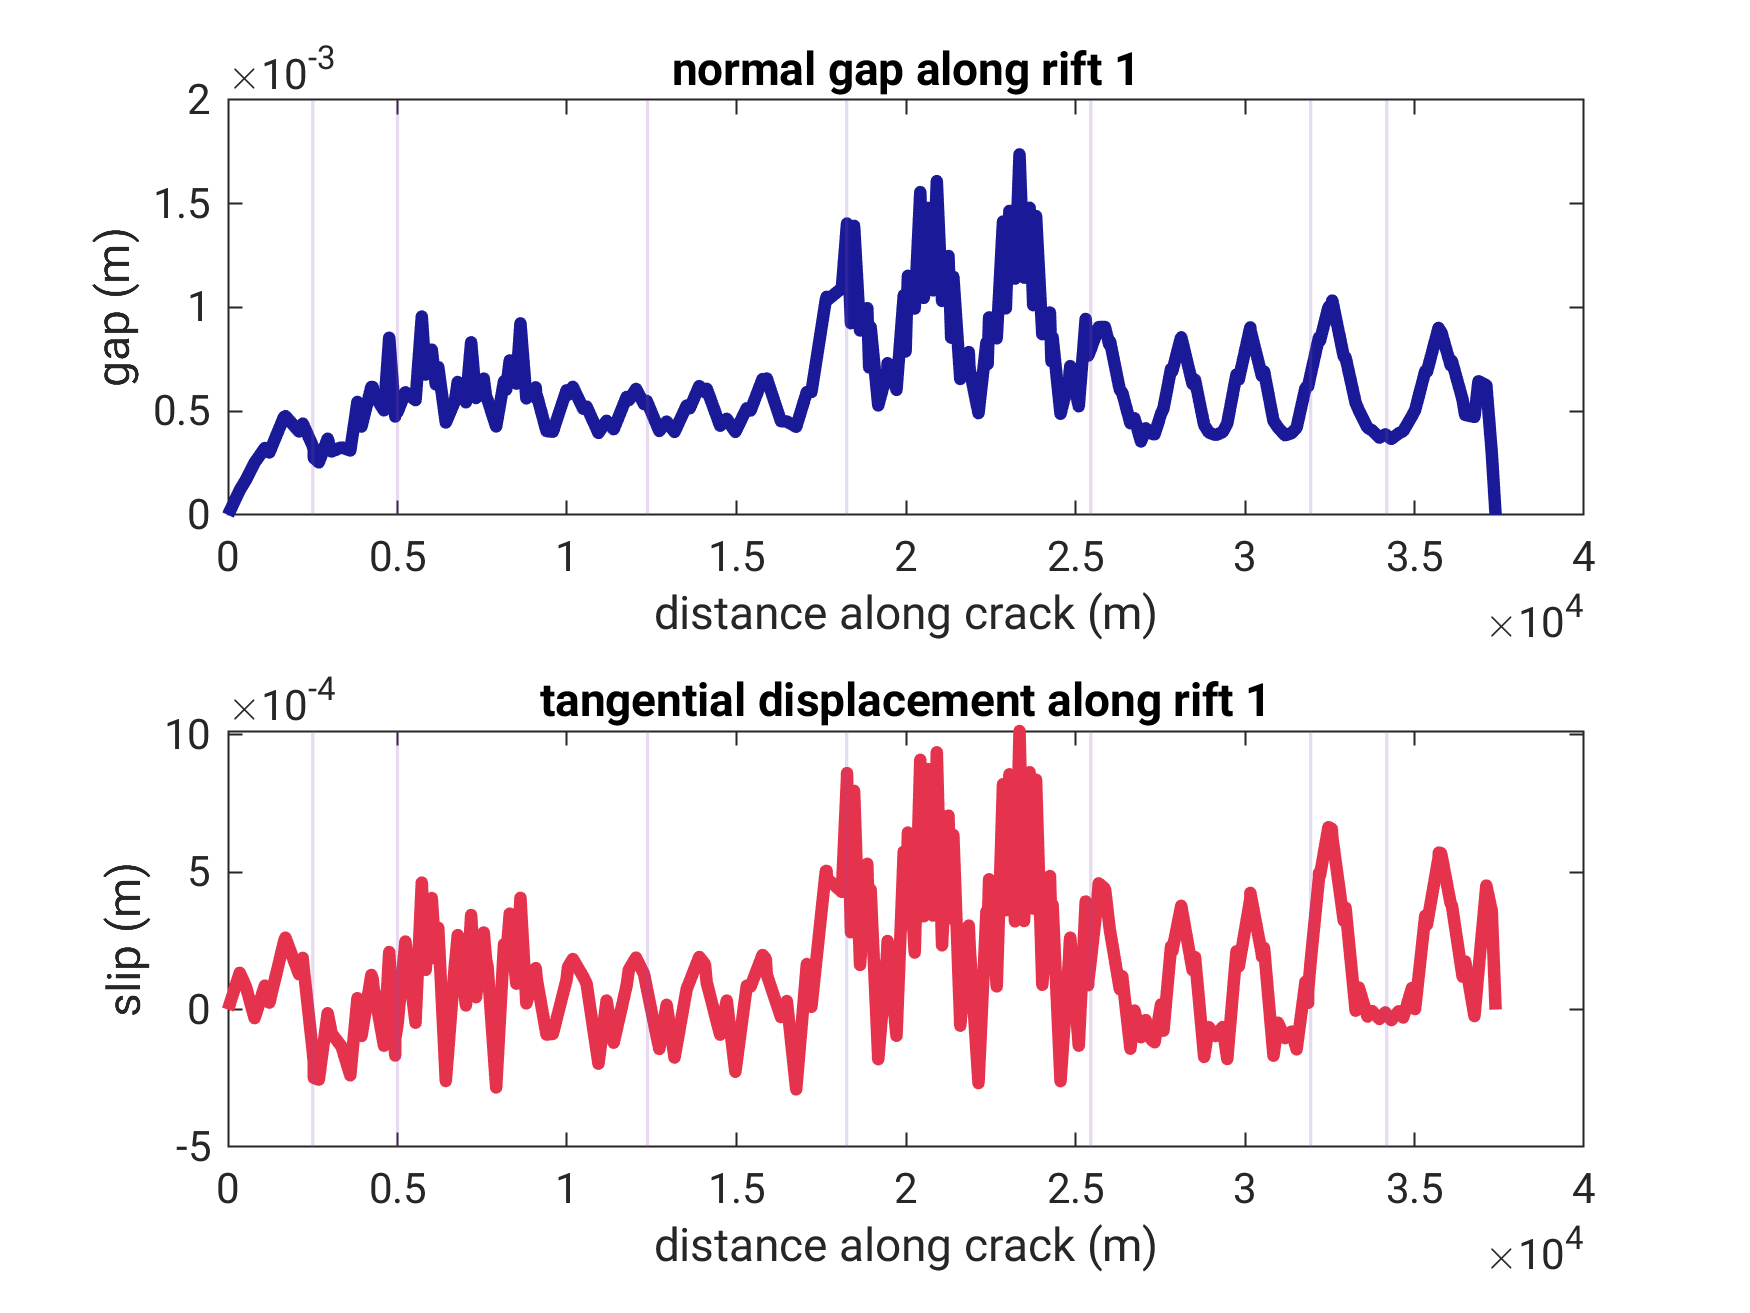 ×10-3
normal gap along rift 1
2
1.5
1
0.5
0
gap (m)
0 0.5 1 1.5 2 2.5 3 3.5 4
distance along crack (m)
×104
×10-4
tangential displacement along rift 1
10
5
0
-5
slip (m)
0 0.5 1 1.5 2 2.5 3 3.5 4
distance along crack (m)
×104